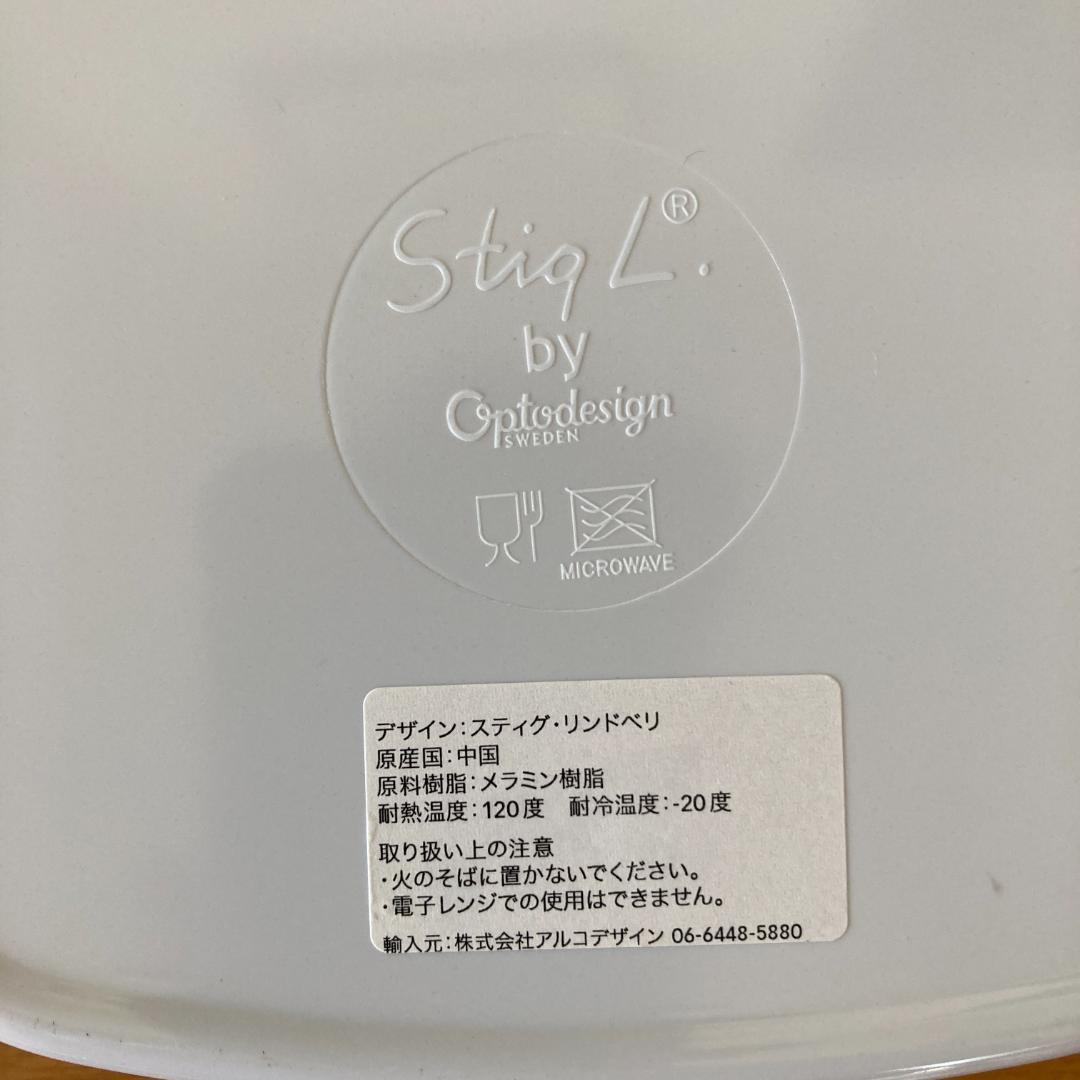 Stig L.®
by
Optodesign
SWEDEN
MICROWAVE
デザイン：スティグ・リンドベリ
原産国：中国
原料樹脂：メラミン樹脂
耐熱温度：120度　耐冷温度：-20度
取り扱い上の注意
・火のそばに置かないでください。
・電子レンジでの使用はできません。
輸入元：株式会社アルコデザイン 06-6448-5880